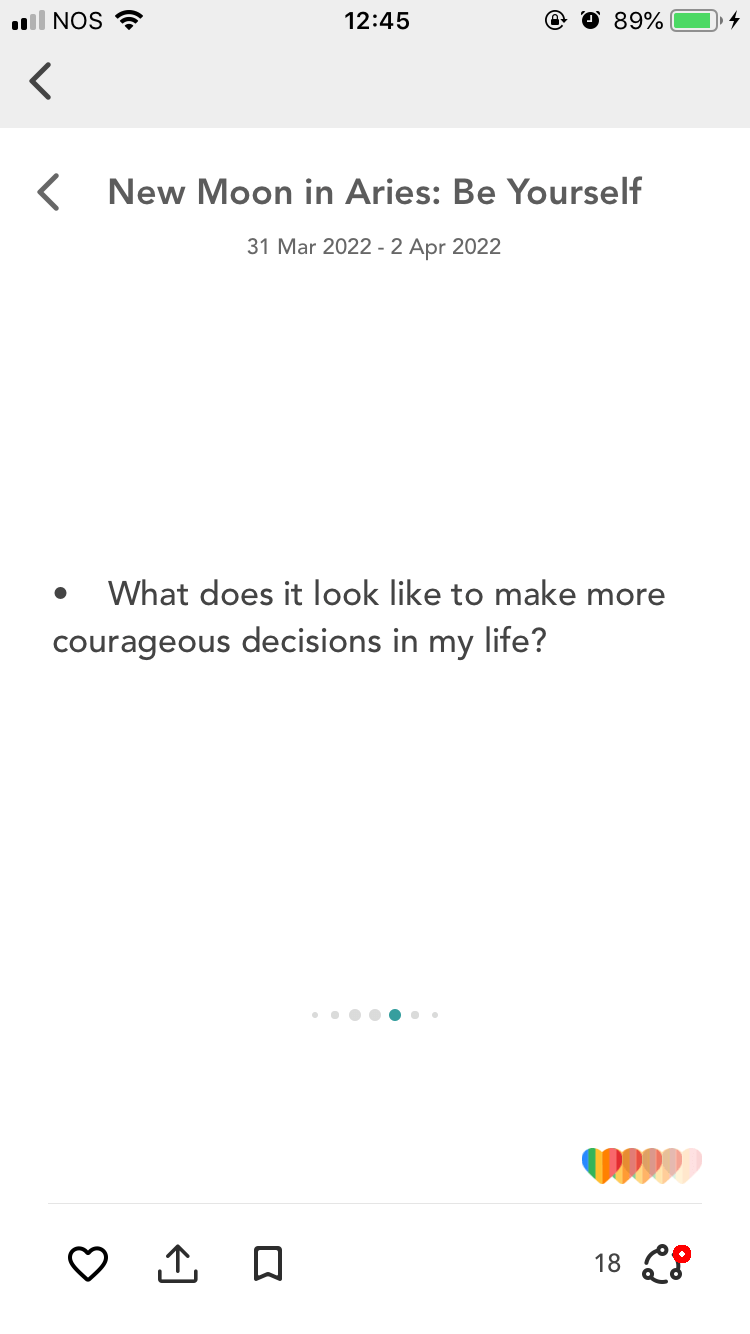 NOS 12:45 89%
New Moon in Aries: Be Yourself
31 Mar 2022 - 2 Apr 2022
• What does it look like to make more
courageous decisions in my life?
18